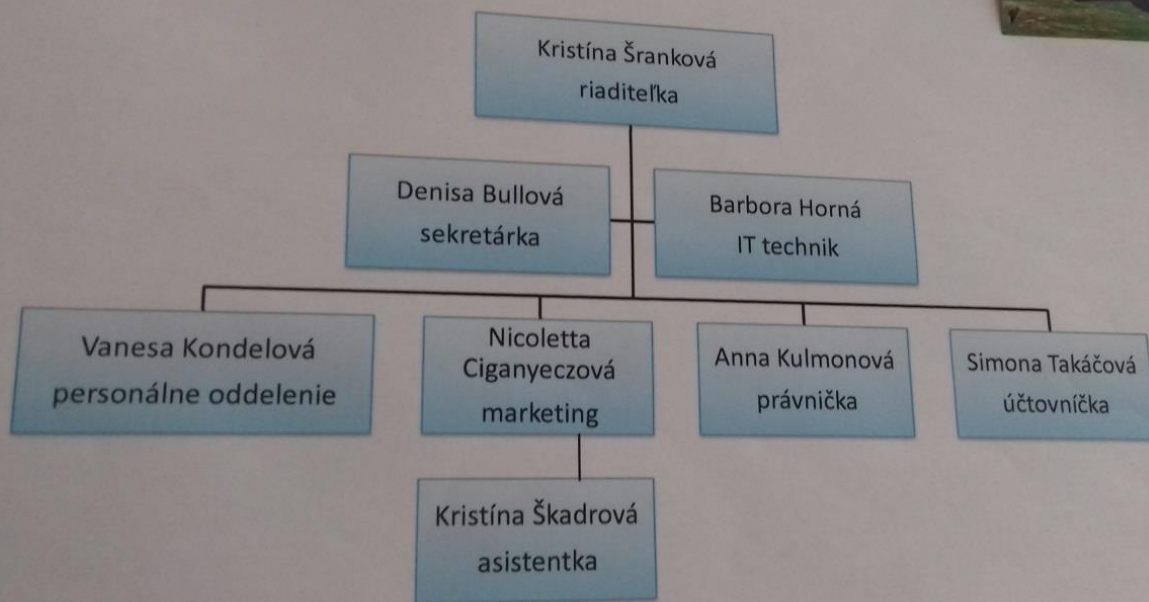 Kristína Šranková
riaditeľka
Denisa Bullová
sekretárka
Barbora Horná
IT technik
Vanesa Kondelová
personálne oddelenie
Nicoletta
Ciganyeczová
marketing
Anna Kulmonová
právnička
Simona Takáčová
účtovníčka
Kristína Škadrová
asistentka